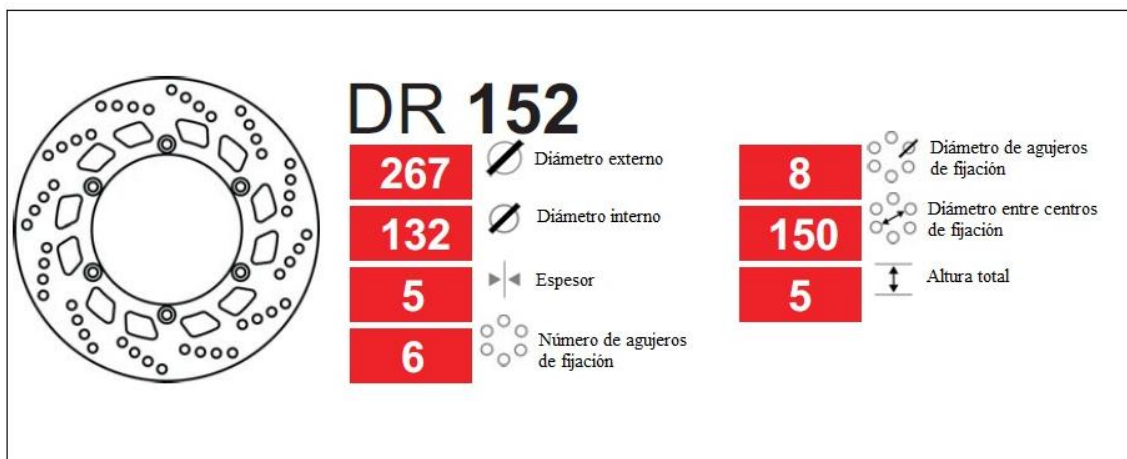 DR 152
267
Diámetro externo
132
Diámetro interno
5
Espesor
6
Número de agujeros
de fijación
8
Diámetro de agujeros
de fijación
150
Diámetro entre centros
de fijación
5
Altura total